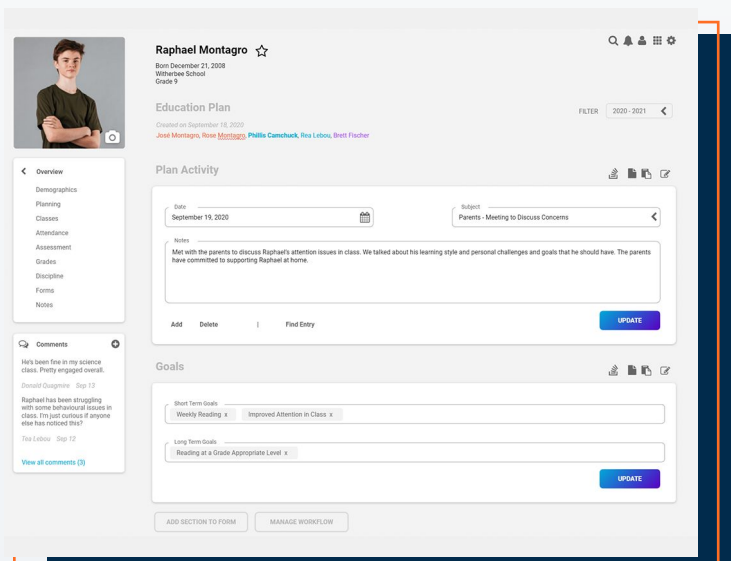 Raphael Montagro
Born December 21, 2008
Witherbee School
Grade 9
Education Plan
FILTER 2020 - 2021
Created on September 18, 2020
José Montagro, Rose Montagro, Phillis Camchuck, Rea Lebou, Brett Fischer
Overview
Demographics
Planning
Classes
Attendance
Assessment
Grades
Discipline
Forms
Notes
Comments
He's been fine in my science
class. Pretty engaged overall.
Donald Quagmire Sep 13
Raphael has been struggling
with some behavioural issues in
class. I'm just curious if anyone
else has noticed this?
Tea Lebou Sep 12
View all comments (3)
Plan Activity
Date
September 19, 2020
Subject
Parents - Meeting to Discuss Concerns
Notes
Met with the parents to discuss Raphael's attention issues in class. We talked about his learning style and personal challenges and goals that he should have. The parents
have committed to supporting Raphael at home.
Add Delete | Find Entry
UPDATE
Goals
Short Term Goals
Weekly Reading x Improved Attention in Class x
Long Term Goals
Reading at a Grade Appropriate Level x
UPDATE
ADD SECTION TO FORM MANAGE WORKFLOW